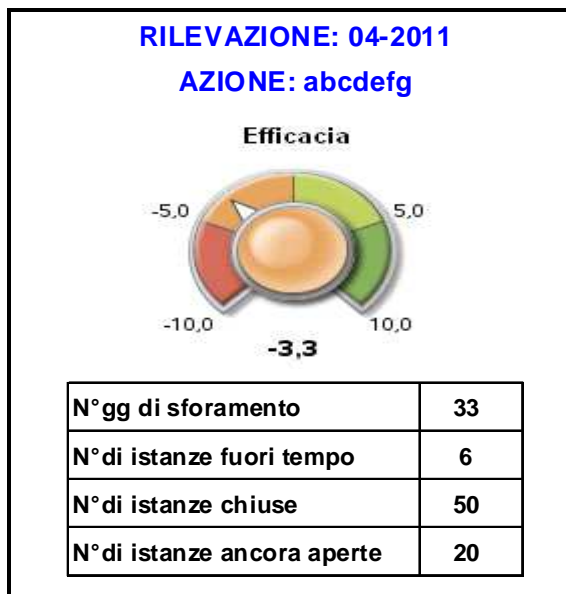 RILEVAZIONE: 04-2011
AZIONE: abcdefg
Efficacia
-5,0 5,0
-10,0 10,0
-3,3
N°gg di sforamento 33
N°di istanze fuori tempo 6
N°di istanze chiuse 50
N°di istanze ancora aperte 20